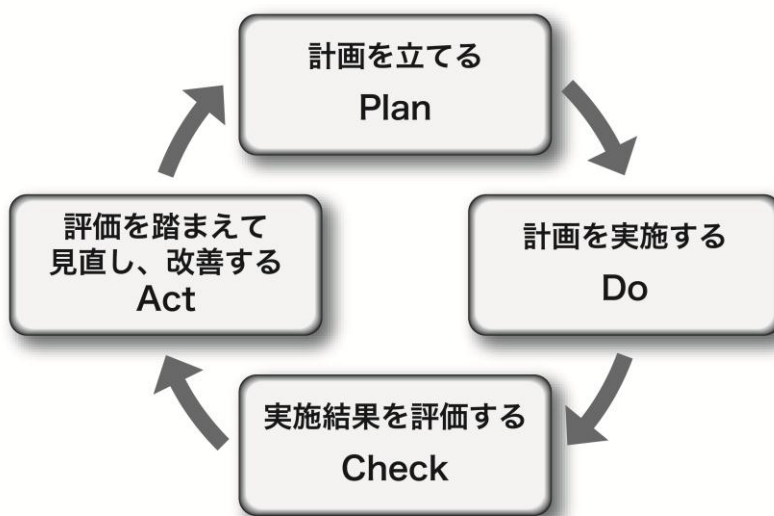 計画を立てる
Plan
計画を実施する
Do
実施結果を評価する
Check
評価を踏まえて
見直し、改善する
Act